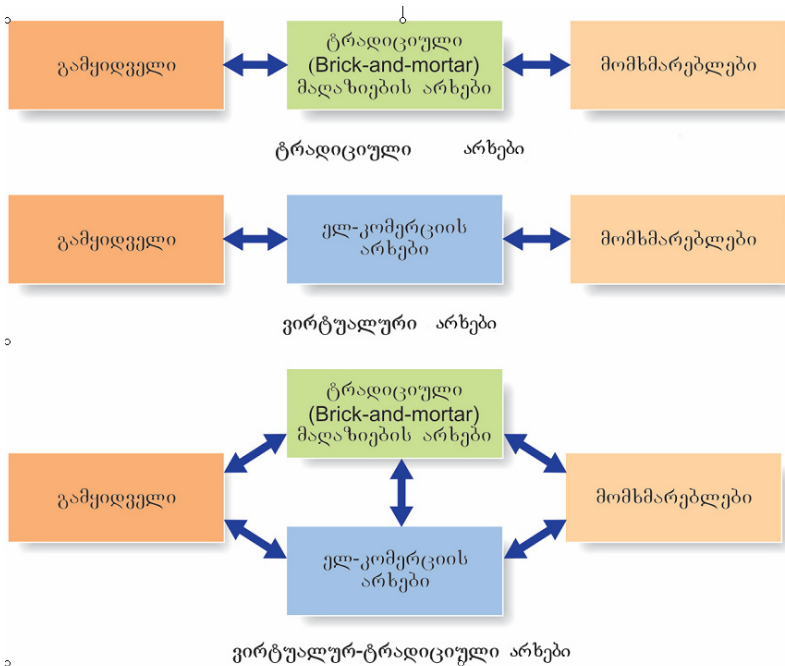 გამყიდველი
ტრადიციული
(Brick-and-mortar)
მაღაზიების არხები
მომხმარებლები
ტრადიციული არხები
გამყიდველი
ელ-კომერციის
არხები
მომხმარებლები
ვირტუალური არხები
ტრადიციული
(Brick-and-mortar)
მაღაზიების არხები
გამყიდველი
მომხმარებლები
ელ-კომერციის
არხები
ვირტუალურ-ტრადიციული არხები